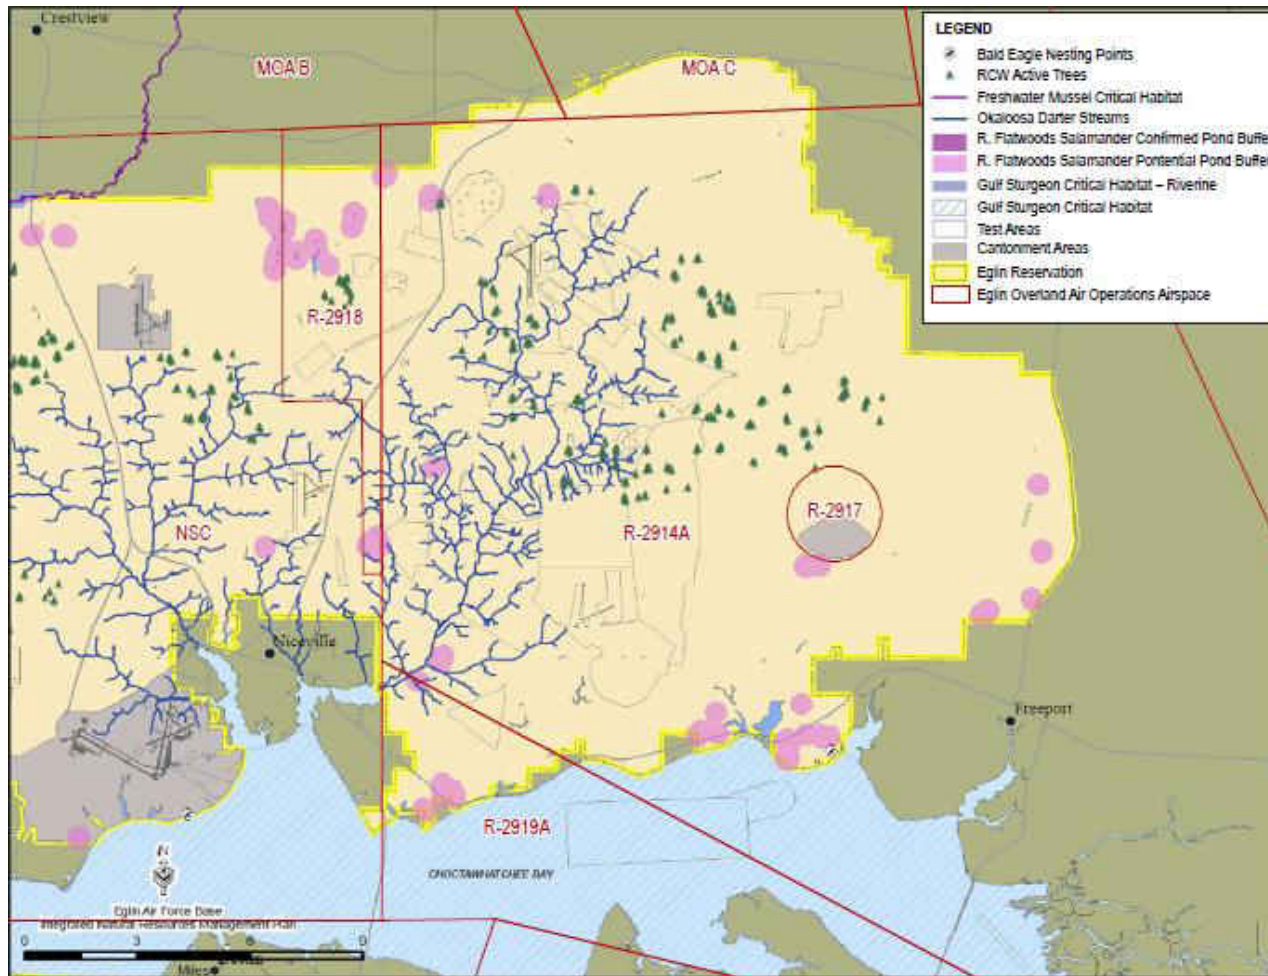 Crestview
MOA B
MOA C
LEGEND
Bald Eagle Nesting Points
RCW Active Trees
Freshwater Mussel Critical Habitat
Okaloosa Darter Streams
R. Flatwoods Salamander Confirmed Pond Buffe
R. Flatwoods Salamander Pontential Pond Buffe
Gulf Sturgeon Critical Habitat – Riverine
Gulf Sturgeon Critical Habitat
Test Areas
Cantonment Areas
Eglin Reservation
Eglin Overland Air Operations Airspace
R-2918
R-2917
NSC
R-2914A
Niceville
Freeport
R-2919A
CHOCTAWHATCHEE BAY
N
Eglin Air Force Base
Integrated Natural Resources Management Plan
0 3 6 9
Miles